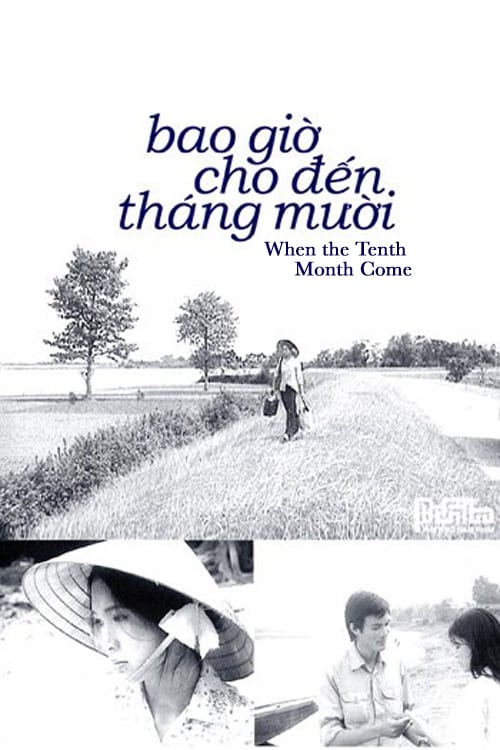 bao giờ
cho đến
tháng mười
When the Tenth
Month Come